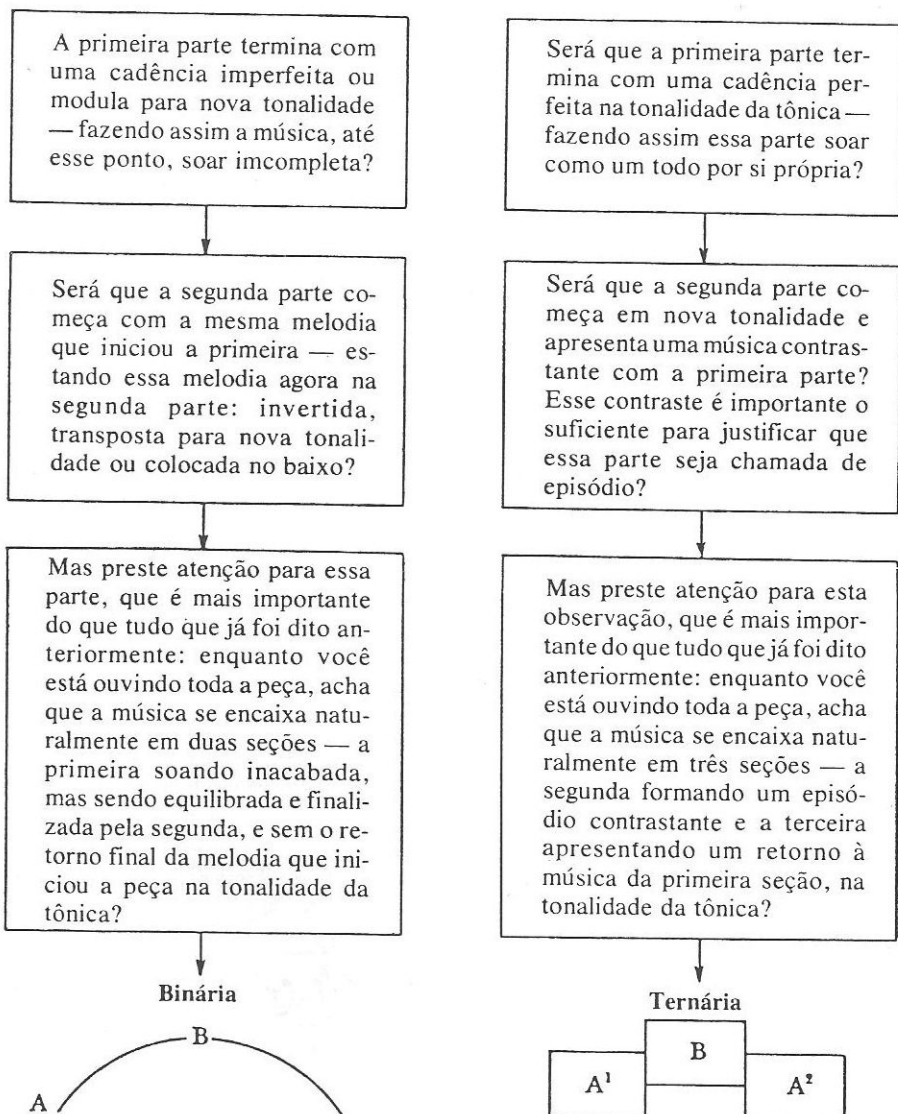 A primeira parte termina com
uma cadência imperfeita ou
modula para nova tonalidade
— fazendo assim a música, até
esse ponto, soar imcompleta?
Será que a segunda parte co-
meça com a mesma melodia
que iniciou a primeira — es-
tando essa melodia agora na
segunda parte: invertida,
transposta para nova tonali-
dade ou colocada no baixo?
Mas preste atenção para essa
parte, que é mais importante
do que tudo que já foi dito an-
teriormente: enquanto você
está ouvindo toda a peça, acha
que a música se encaixa natu-
ralmente em duas seções — a
primeira soando inacabada,
mas sendo equilibrada e finali-
zada pela segunda, e sem o re-
torno final da melodia que ini-
ciou a peça na tonalidade da
tônica?
Binária
B
A
Será que a primeira parte ter-
mina com uma cadência per-
feita na tonalidade da tônica —
fazendo assim essa parte soar
como um todo por si própria?
Será que a segunda parte co-
meça em nova tonalidade e
apresenta uma música contras-
tante com a primeira parte?
Esse contraste é importante o
suficiente para justificar que
essa parte seja chamada de
episódio?
Mas preste atenção para esta
observação, que é mais impor-
tante do que tudo que já foi dito
anteriormente: enquanto você
está ouvindo toda a peça, acha
que a música se encaixa natu-
ralmente em três seções — a
segunda formando um episó-
dio contrastante e a terceira
apresentando um retorno à
música da primeira seção, na
tonalidade da tônica?
Ternária
B
A¹ A²